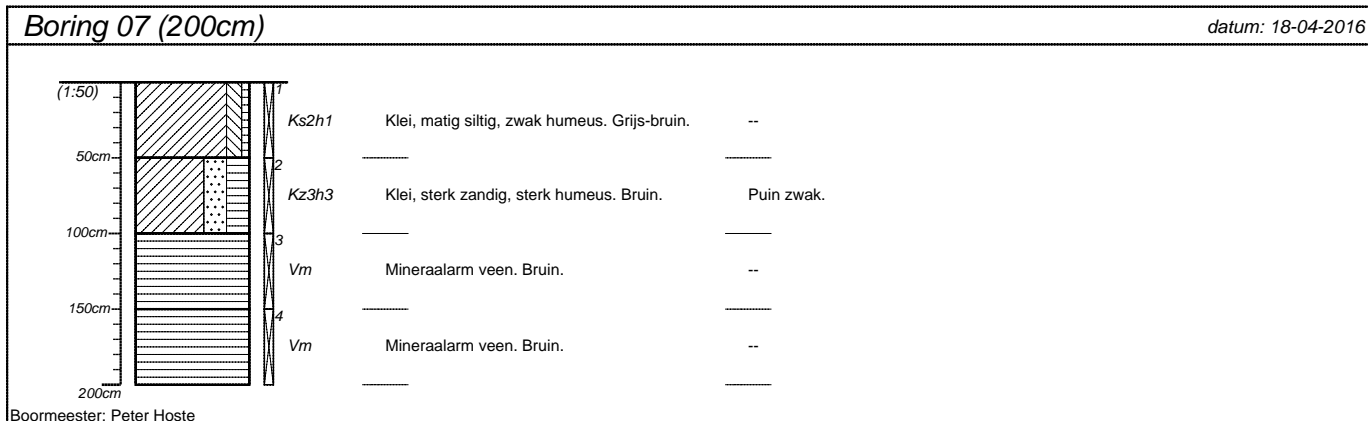 Boring 07 (200cm) datum: 18-04-2016
(1:50) 1
Ks2h1 Klei, matig siltig, zwak humeus. Grijs-bruin. --
50cm 2
Kz3h3 Klei, sterk zandig, sterk humeus. Bruin. Puin zwak.
100cm 3
Vm Mineraalarm veen. Bruin. --
150cm 4
Vm Mineraalarm veen. Bruin. --
200cm
Boormeester: Peter Hoste